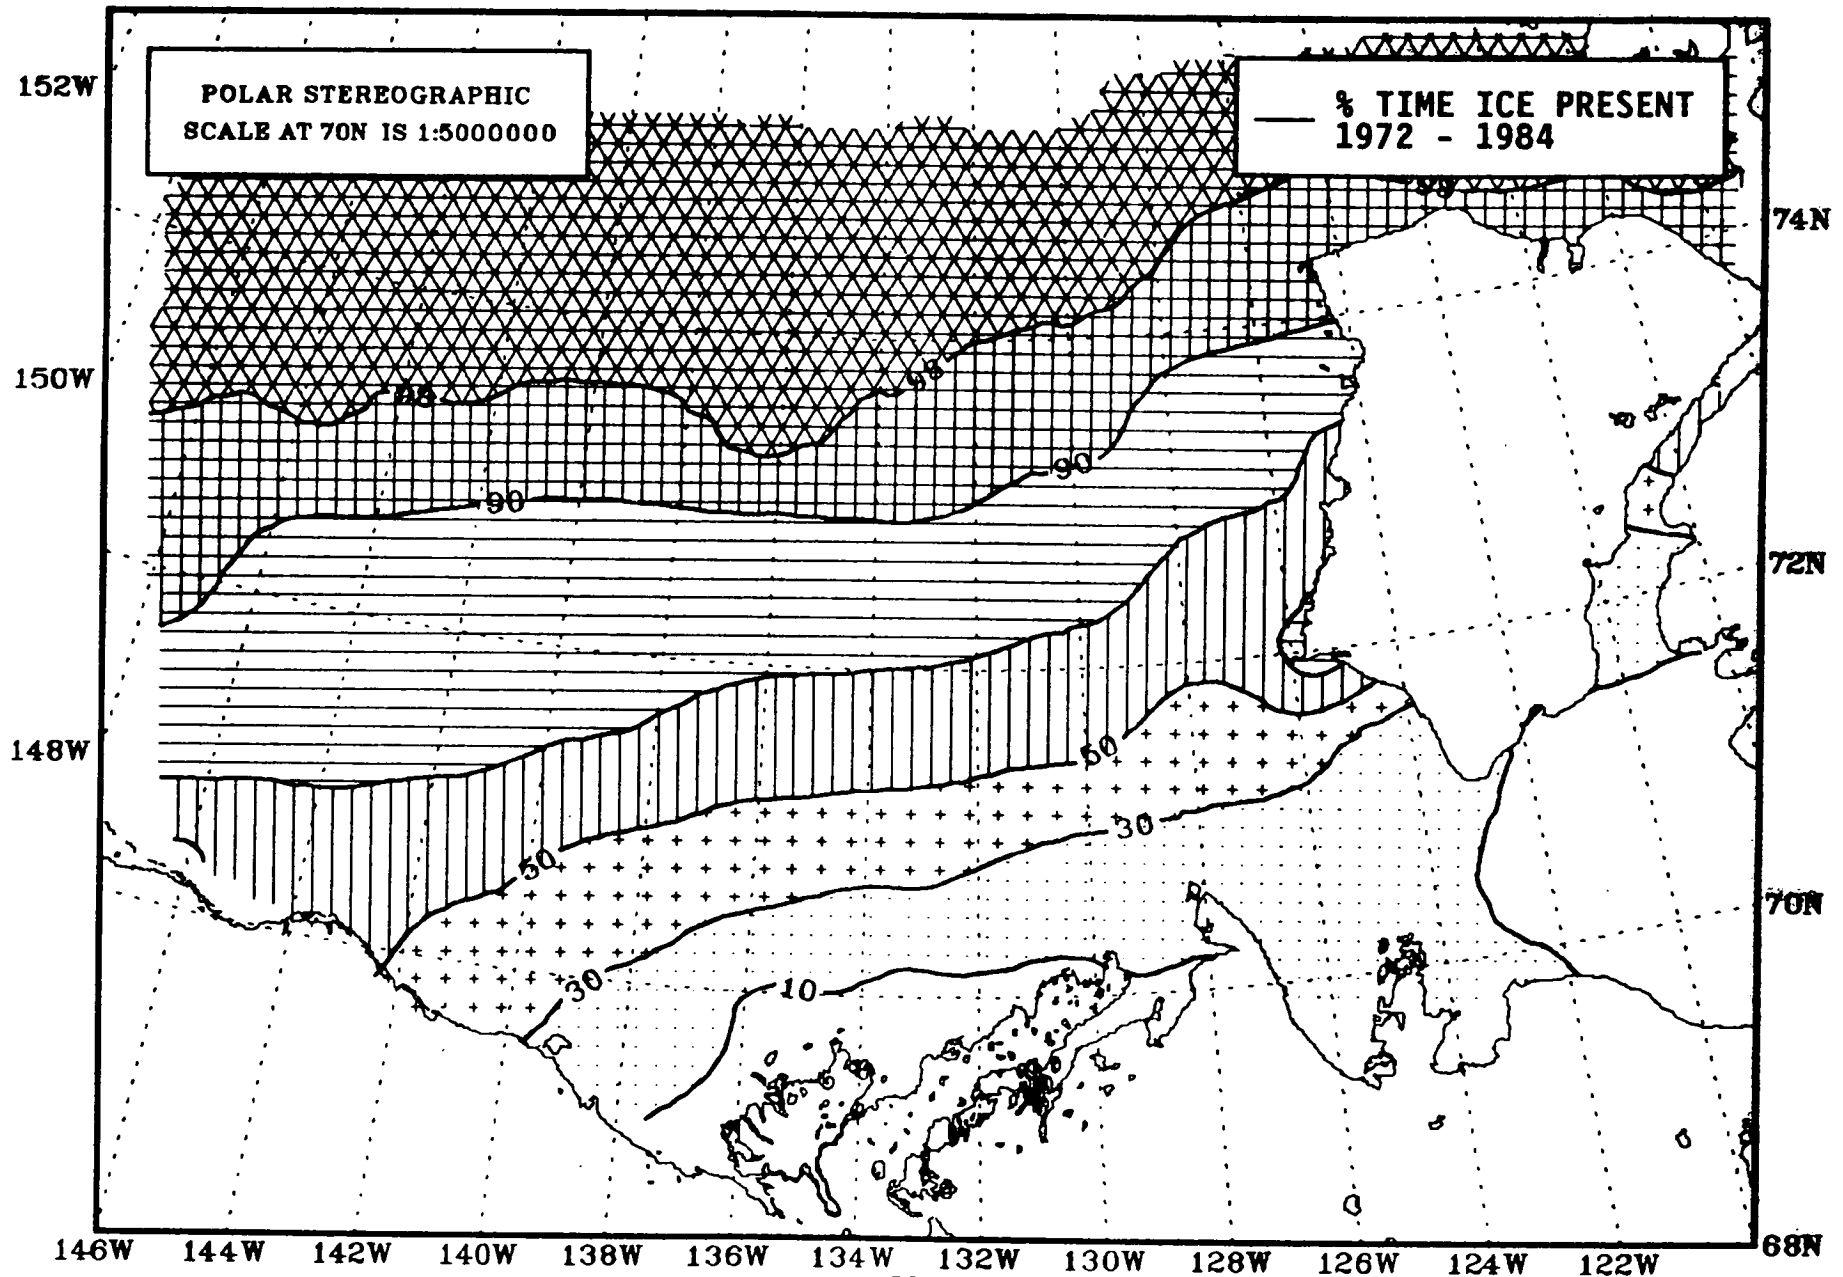 152W
POLAR STEREOGRAPHIC
SCALE AT 70N IS 1:5000000
% TIME ICE PRESENT
1972 - 1984
74N
150W
98
98
90
90
72N
148W
50
50
30
30
70N
10
146W 144W 142W 140W 138W 136W 134W 132W 130W 128W 126W 124W 122W
68N